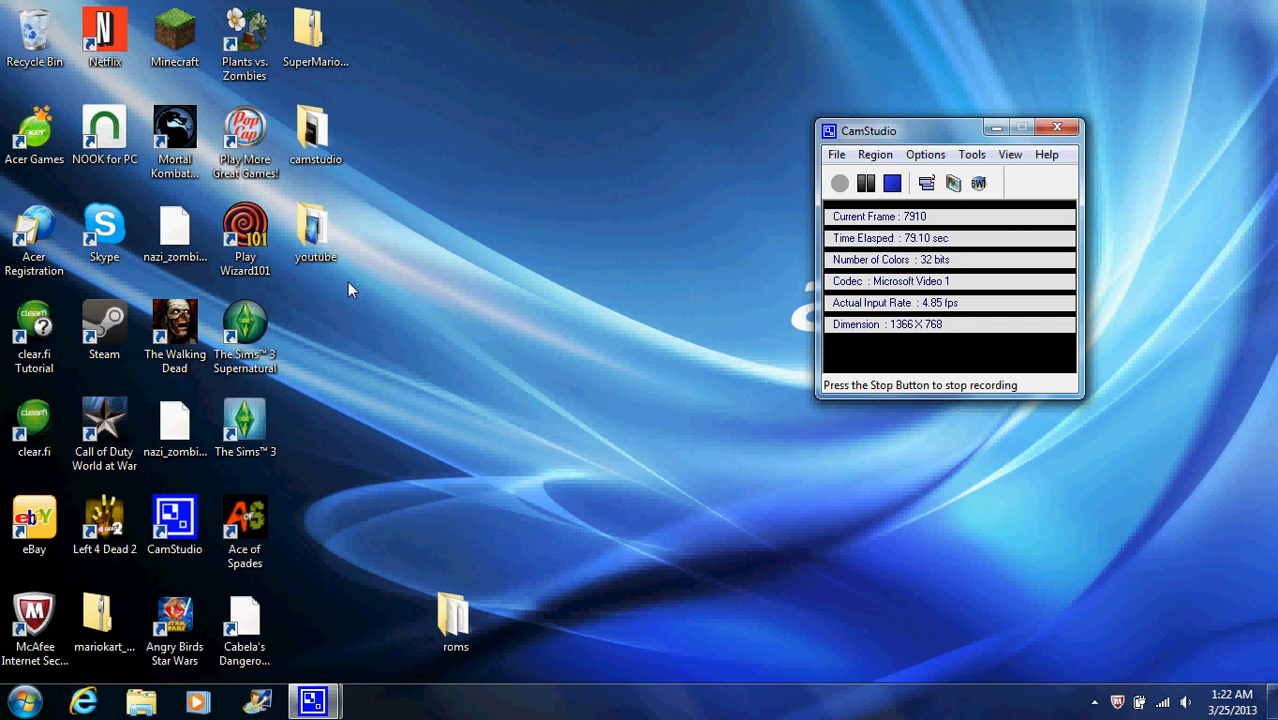 Recycle Bin
Netflix
Minecraft
Plants vs.
Zombies
SuperMario...
Acer Games
NOOK for PC
Mortal
Kombat...
Play More
Great Games!
camstudio
Acer
Registration
Skype
nazi_zombi...
Play
Wizard101
youtube
clear.fi
Tutorial
Steam
The Walking
Dead
The Sims™ 3
Supernatural
clear.fi
Call of Duty
World at War
nazi_zombi...
The Sims™ 3
eBay
Left 4 Dead 2
CamStudio
Ace of
Spades
McAfee
Internet Sec...
mariokart_...
Angry Birds
Star Wars
Cabela's
Dangero...
roms
CamStudio
File Region Options Tools View Help
Current Frame : 7910
Time Elasped : 79.10 sec
Number of Colors : 32 bits
Codec : Microsoft Video 1
Actual Input Rate : 4.85 fps
Dimension : 1366 X 768
Press the Stop Button to stop recording
1:22 AM
3/25/2013